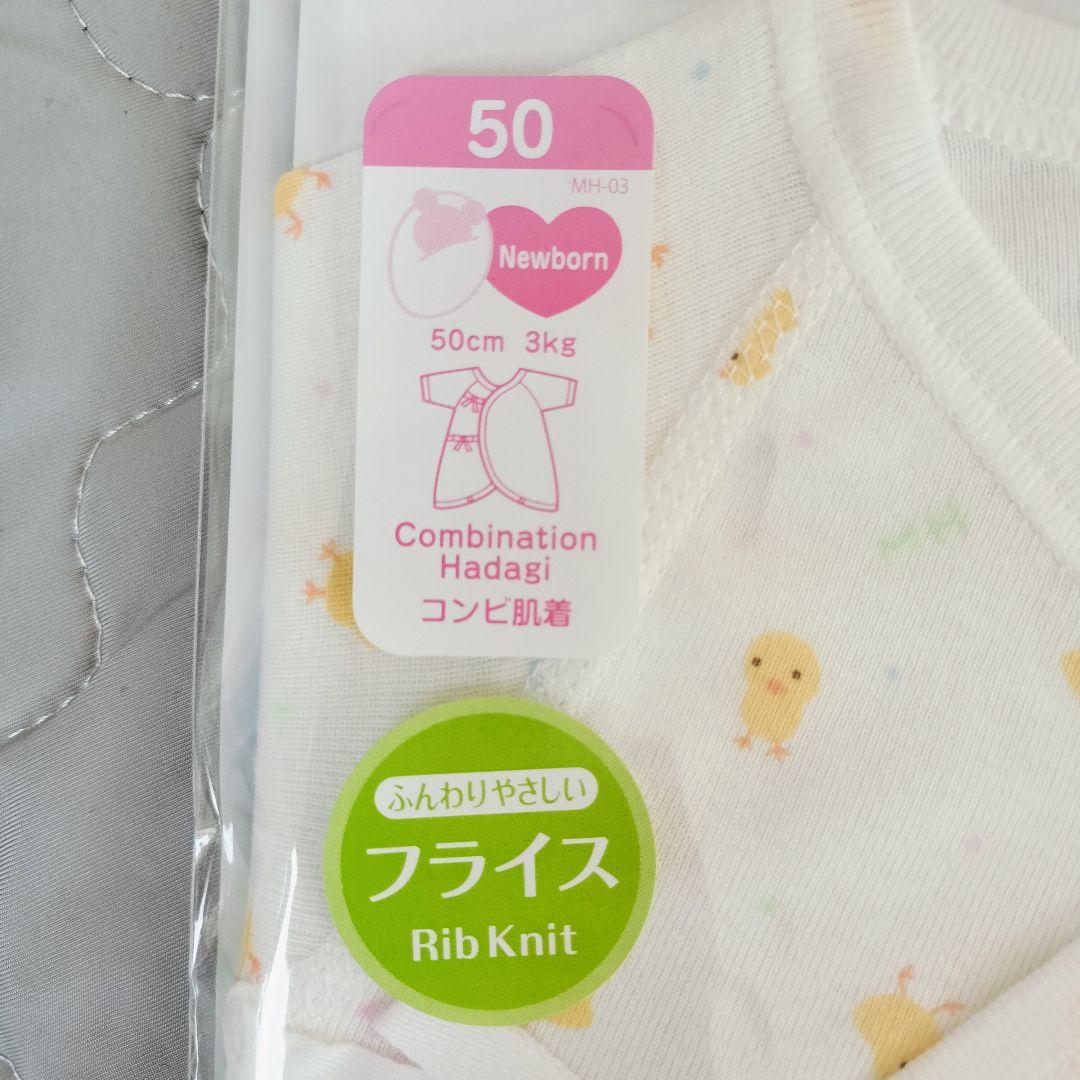 50
MH-03
Newborn
50cm 3kg
Combination
Hadagi
コンビ肌着
ふんわりやさしい
フライス
Rib Knit